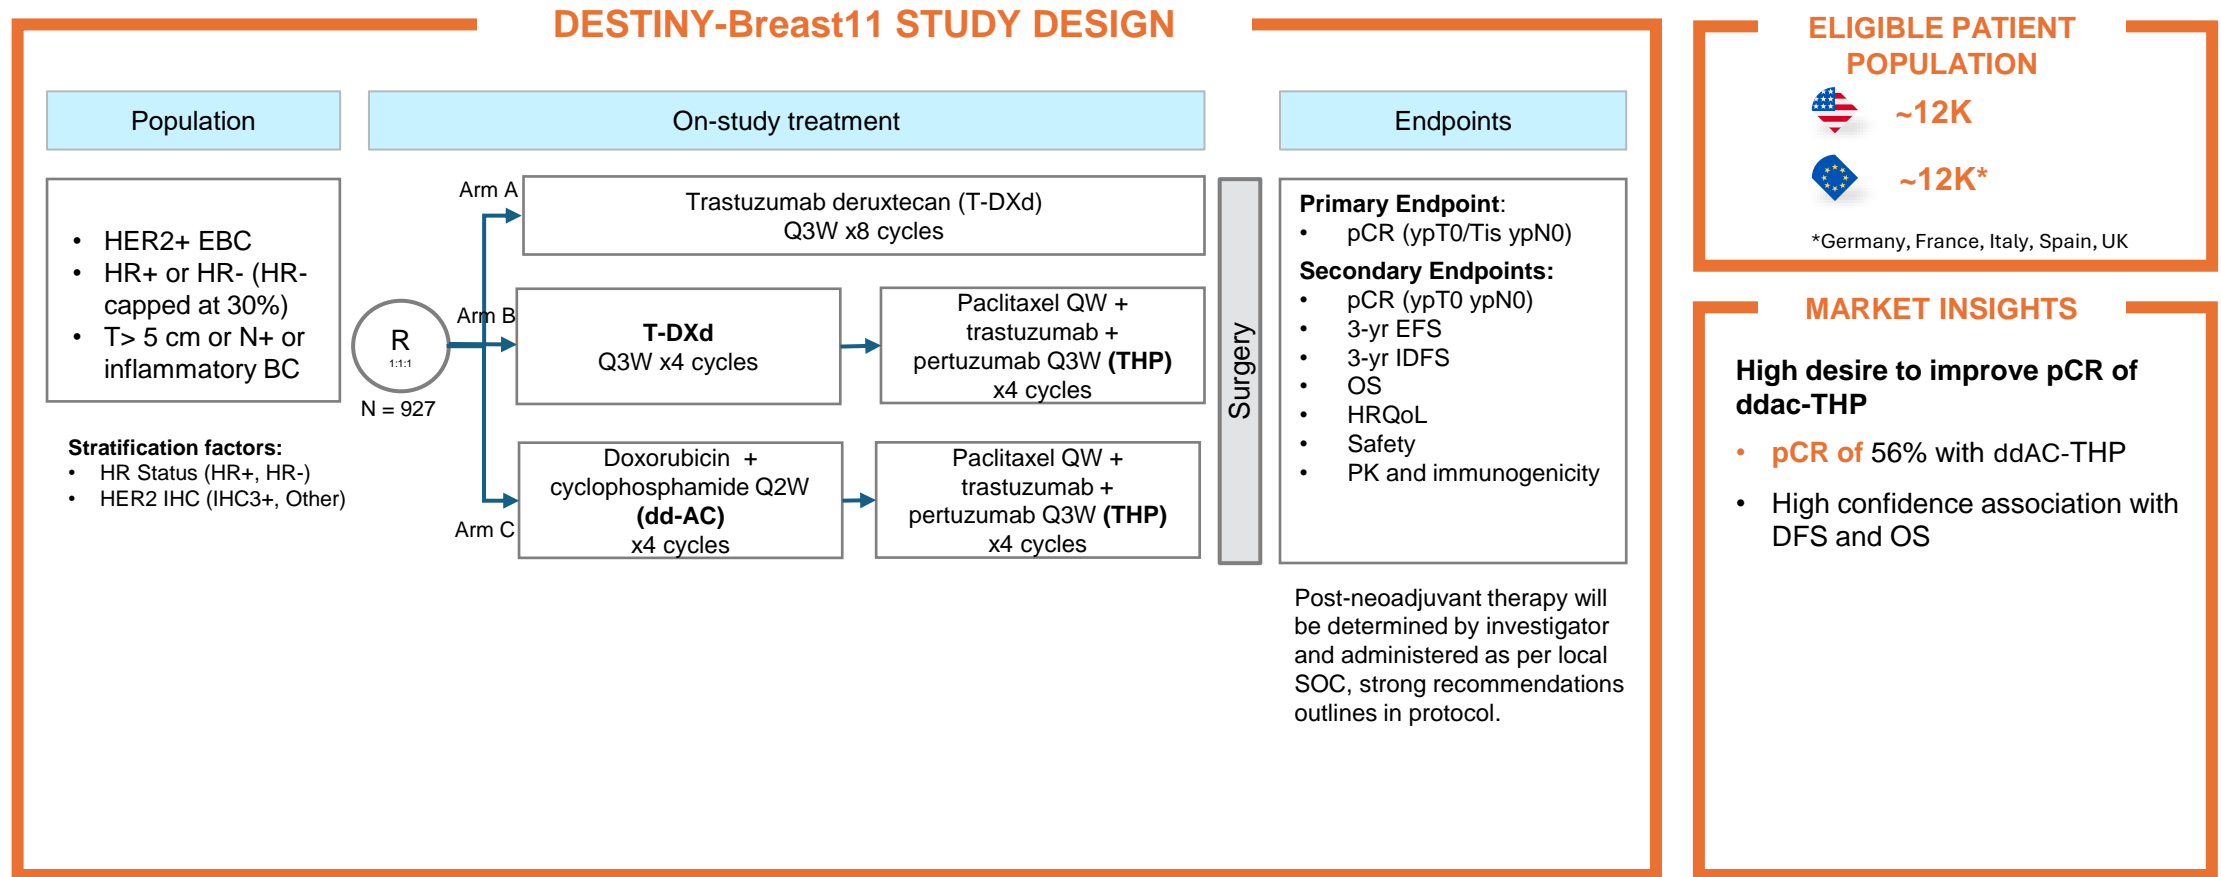 DESTINY-Breast11 STUDY DESIGN
Population
HER2+ EBC
HR+ or HR- (HR-
capped at 30%)
T> 5 cm or N+ or
inflammatory BC
Stratification factors:
HR Status (HR+, HR-)
HER2 IHC (IHC3+, Other)
On-study treatment
R
1:1:1
N = 927
Arm A
Trastuzumab deruxtecan (T-DXd)
Q3W x8 cycles
Arm B
T-DXd
Q3W x4 cycles
Paclitaxel QW +
trastuzumab +
pertuzumab Q3W (THP)
x4 cycles
Arm C
Doxorubicin +
cyclophosphamide Q2W
(dd-AC)
x4 cycles
Paclitaxel QW +
trastuzumab +
pertuzumab Q3W (THP)
x4 cycles
Surgery
Endpoints
Primary Endpoint:
pCR (ypT0/Tis ypN0)
Secondary Endpoints:
pCR (ypT0 ypN0)
3-yr EFS
3-yr IDFS
OS
HRQoL
Safety
PK and immunogenicity
Post-neoadjuvant therapy will
be determined by investigator
and administered as per local
SOC, strong recommendations
outlines in protocol.
ELIGIBLE PATIENT
POPULATION
~12K
~12K*
*Germany, France, Italy, Spain, UK
MARKET INSIGHTS
High desire to improve pCR of
ddac-THP
pCR of 56% with ddAC-THP
High confidence association with
DFS and OS